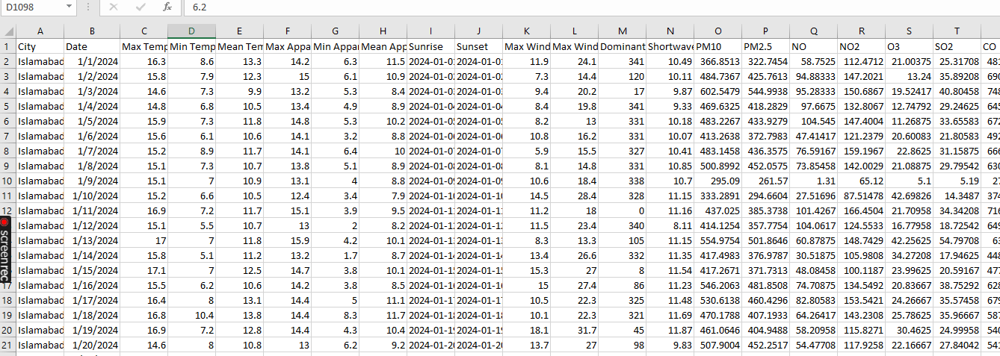 D1098 fx 6.2
A B C D E F G H I J K L M N O P Q R S T
1 City Date Max Temp Min Temp Mean Tem Max Appa Min Appa Mean App Sunrise Sunset Max Wind Max Wind Dominant Shortwave PM10 PM2.5 NO NO2 O3 SO2 CO
2 Islamabad 1/1/2024 16.3 8.6 13.3 14.2 6.3 11.5 2024-01-01 2024-01-01 11.9 24.1 341 10.49 366.8513 322.7454 58.7525 112.4712 21.00375 25.31708 481
3 Islamabad 1/2/2024 15.8 7.9 12.3 15 6.1 10.9 2024-01-02 2024-01-02 7.3 14.4 120 10.11 484.7367 425.7613 94.88333 147.2021 13.24 35.89208 690
4 Islamabad 1/3/2024 14.6 7.3 9.9 13.2 5.3 8.4 2024-01-03 2024-01-03 9.4 20.2 17 9.87 602.5479 544.9938 95.28333 150.6867 19.52417 40.80458 748
5 Islamabad 1/4/2024 14.8 6.8 10.5 13.4 4.9 8.9 2024-01-04 2024-01-04 8.4 19.8 341 9.33 469.6325 418.2829 97.6675 132.8067 12.74792 29.24625 645
6 Islamabad 1/5/2024 15.9 7.3 11.8 14.8 5.3 10.2 2024-01-05 2024-01-05 8.2 13 331 10.18 483.2267 433.9279 104.545 147.4004 11.26875 33.65583 672
7 Islamabad 1/6/2024 15.6 6.1 10.6 14.1 3.2 8.8 2024-01-06 2024-01-06 10.8 16.2 331 10.07 413.2638 372.7983 47.41417 121.2379 20.60083 21.80583 492
8 Islamabad 1/7/2024 15.2 8.9 11.7 14.1 6.4 10 2024-01-07 2024-01-07 5.9 15.5 327 10.41 483.1458 436.3575 76.59167 159.1967 22.8625 31.15875 666
9 Islamabad 1/8/2024 15.1 7.3 10.7 13.8 5.1 8.9 2024-01-08 2024-01-08 8.1 14.8 331 10.85 500.8992 452.0575 73.85458 142.0029 21.08875 29.79542 630
10 Islamabad 1/9/2024 15.1 7 10.9 13.1 4 8.8 2024-01-09 2024-01-09 10.6 18.4 338 10.7 295.09 261.57 1.31 65.12 5.1 5.19 27
11 Islamabad 1/10/2024 15.2 6.6 10.5 12.4 3.4 7.9 2024-01-10 2024-01-10 14.5 28.4 328 11.15 333.2891 294.6604 27.51696 87.51478 42.69826 14.3487 374
12 Islamabad 1/11/2024 16.9 7.2 11.7 15.1 3.9 9.5 2024-01-11 2024-01-11 11.2 18 0 11.16 437.025 385.3738 101.4267 166.4504 21.70958 34.34208 716
Islamabad 1/12/2024 15.1 5.5 10.7 13 2 8.2 2024-01-12 2024-01-12 11.5 23.4 340 8.11 414.1254 357.7754 104.0617 124.5533 16.77958 18.72542 649
Islamabad 1/13/2024 17 7 11.8 15.9 4.2 10.1 2024-01-13 2024-01-13 8.3 13.3 105 11.15 554.9754 501.8646 60.87875 148.7429 42.25625 54.79708 63
Islamabad 1/14/2024 15.8 5.1 11.2 13.2 1.7 8.7 2024-01-14 2024-01-14 13.4 26.6 332 11.35 417.4983 376.9787 30.51875 105.9808 34.27208 17.94625 448
Islamabad 1/15/2024 17.1 7 12.5 14.7 3.8 10.1 2024-01-15 2024-01-15 15.3 27 8 11.54 417.2671 371.7313 48.08458 100.1187 23.99625 20.59167 477
17 Islamabad 1/16/2024 15.5 6.2 10.6 14.2 3.8 8.5 2024-01-16 2024-01-16 15 27.4 86 11.23 546.2063 481.8508 74.70875 134.5492 20.83667 38.75292 628
18 Islamabad 1/17/2024 16.4 8 13.1 14.4 5 11.1 2024-01-17 2024-01-17 10.5 22.3 325 11.48 530.6138 460.4296 82.80583 153.5421 24.26667 35.57458 679
19 Islamabad 1/18/2024 16.8 10.4 13.8 14.4 8.3 11.7 2024-01-18 2024-01-18 10.1 22.3 321 11.69 470.1788 407.1933 64.26417 143.2308 25.78625 35.96667 587
20 Islamabad 1/19/2024 16.9 7.2 12.8 14.4 4.3 10.4 2024-01-19 2024-01-19 18.1 31.7 45 11.87 461.0646 404.9488 58.20958 115.8271 30.4625 24.99958 540
21 Islamabad 1/20/2024 14.6 8 10.8 13 6.2 9.2 2024-01-20 2024-01-20 13.7 27 98 9.83 507.9004 452.2517 54.47708 117.9258 22.16667 27.84042 541
screenrec